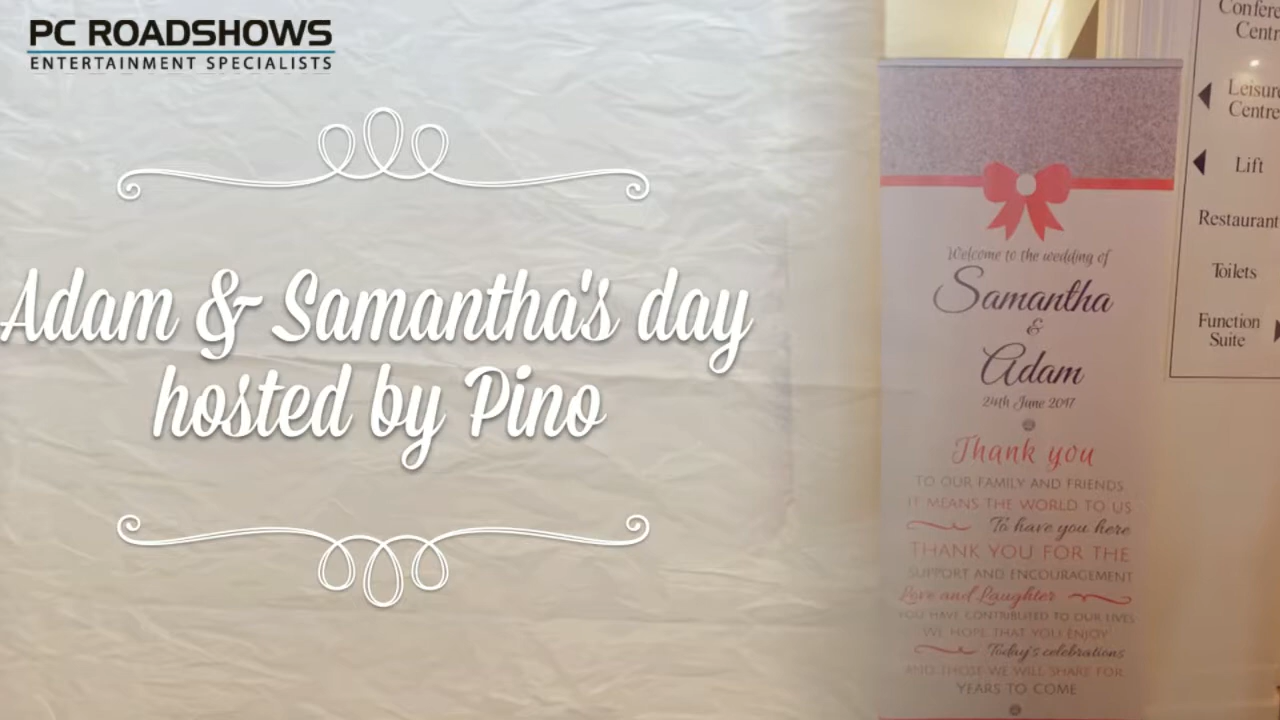 PC ROADSHOWS
ENTERTAINMENT SPECIALISTS
Adam & Samantha's day
hosted by Pino
Welcome to the wedding of
Samantha
&
Adam
24th June 2017
Thank you
TO OUR FAMILY AND FRIENDS
IT MEANS THE WORLD TO US
To have you here
THANK YOU FOR THE
SUPPORT AND ENCOURAGEMENT
Love and Laughter
YOU HAVE CONTRIBUTED TO OUR LIVES
WE HOPE THAT YOU ENJOY
Today's celebrations
AND THOSE WE WILL SHARE FOR
YEARS TO COME
Confere
Centr
Leisure
Centre
Lift
Restaurant
Toilets
Function
Suite